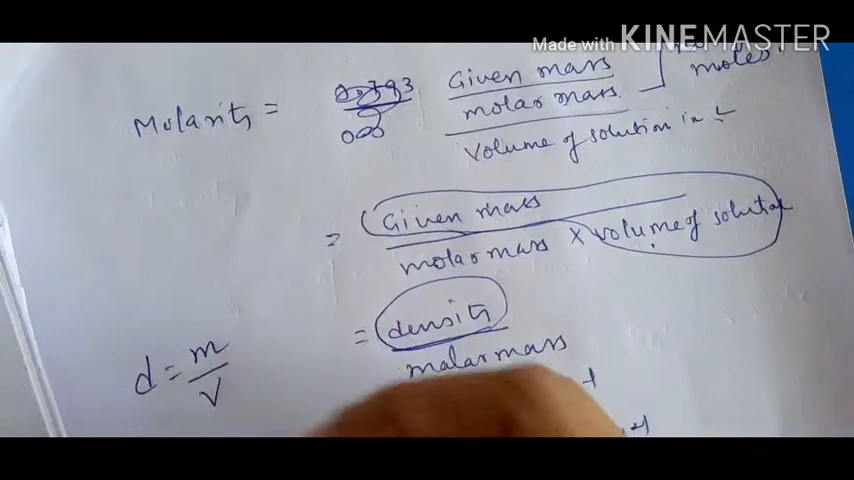 Made with KINEMASTER
Molarity = Given mass
molar mass
moles
Volume of solution in L
= Given mass
molar mass × volume of solution
= density
molar mass
d = m
V